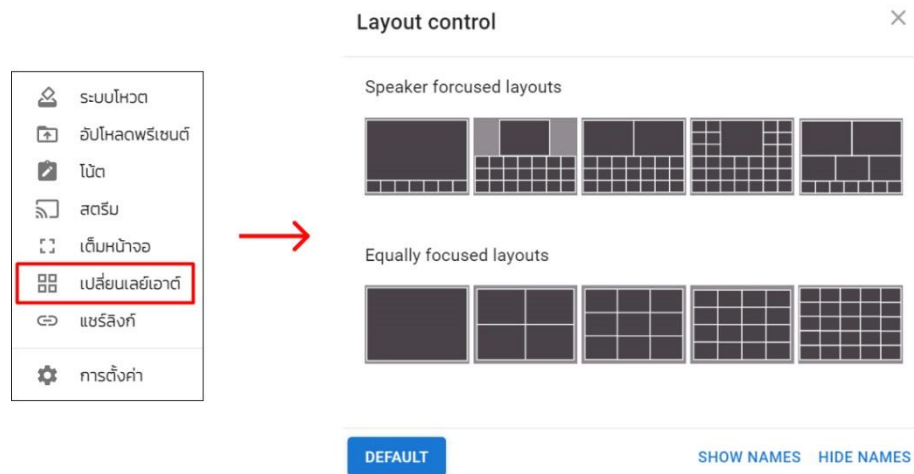 ระบบโหวต
อัปโหลดพรีเซนต์
โน้ต
สตรีม
เต็มหน้าจอ
เปลี่ยนเลย์เอาต์
แชร์ลิงก์
การตั้งค่า
Layout control
Speaker forcused layouts
Equally focused layouts
DEFAULT
SHOW NAMES
HIDE NAMES